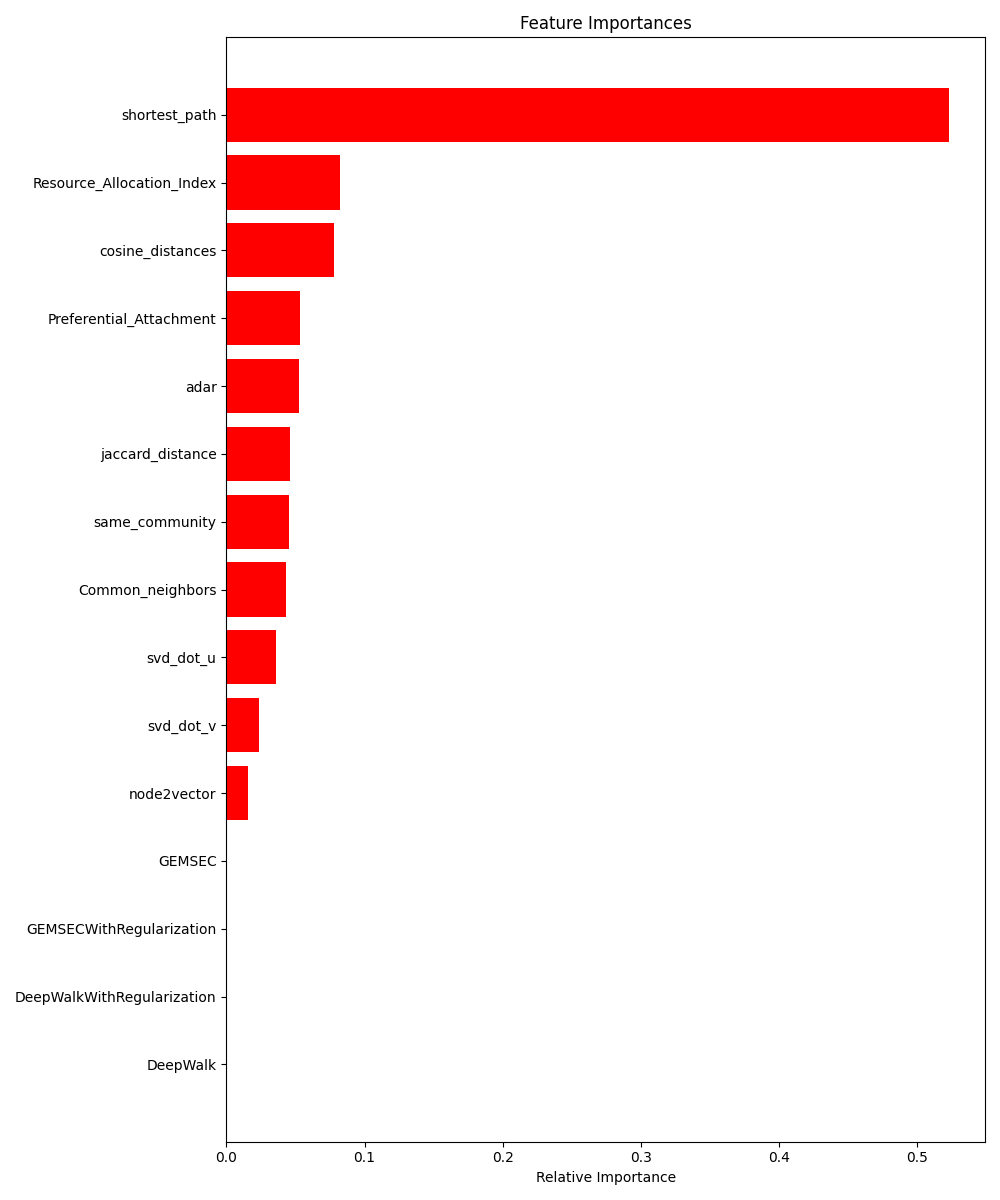 Feature Importances
shortest_path
Resource_Allocation_Index
cosine_distances
Preferential_Attachment
adar
jaccard_distance
same_community
Common_neighbors
svd_dot_u
svd_dot_v
node2vector
GEMSEC
GEMSECWithRegularization
DeepWalkWithRegularization
DeepWalk
0.0 0.1 0.2 0.3 0.4 0.5
Relative Importance